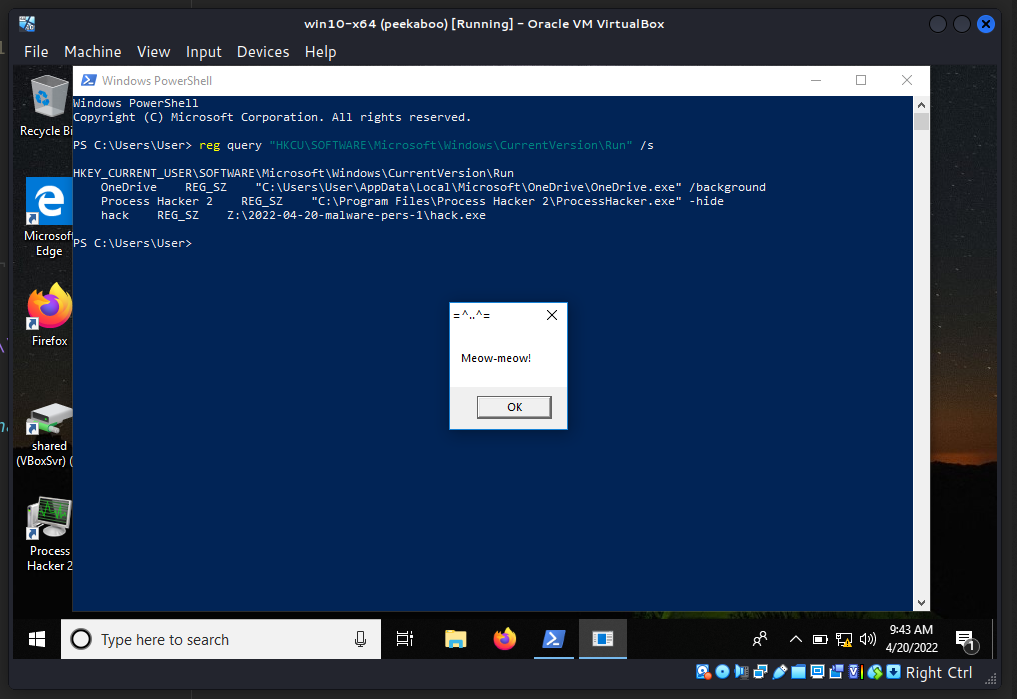 win10-x64 (peekaboo) [Running] - Oracle VM VirtualBox
File Machine View Input Devices Help
Windows PowerShell
Windows PowerShell
Copyright (C) Microsoft Corporation. All rights reserved.
PS C:\Users\User> reg query "HKCU\SOFTWARE\Microsoft\Windows\CurrentVersion\Run" /s
HKEY_CURRENT_USER\SOFTWARE\Microsoft\Windows\CurrentVersion\Run
OneDrive REG_SZ "C:\Users\User\AppData\Local\Microsoft\OneDrive\OneDrive.exe" /background
Process Hacker 2 REG_SZ "C:\Program Files\Process Hacker 2\ProcessHacker.exe" -hide
hack REG_SZ Z:\2022-04-20-malware-pers-1\hack.exe
PS C:\Users\User>
Recycle Bi
Microsof
Edge
Firefox
shared
(VBoxSvr) (
Process
Hacker 2
=^..^=
Meow-meow!
OK
Type here to search
9:43 AM
4/20/2022
1
Right Ctrl